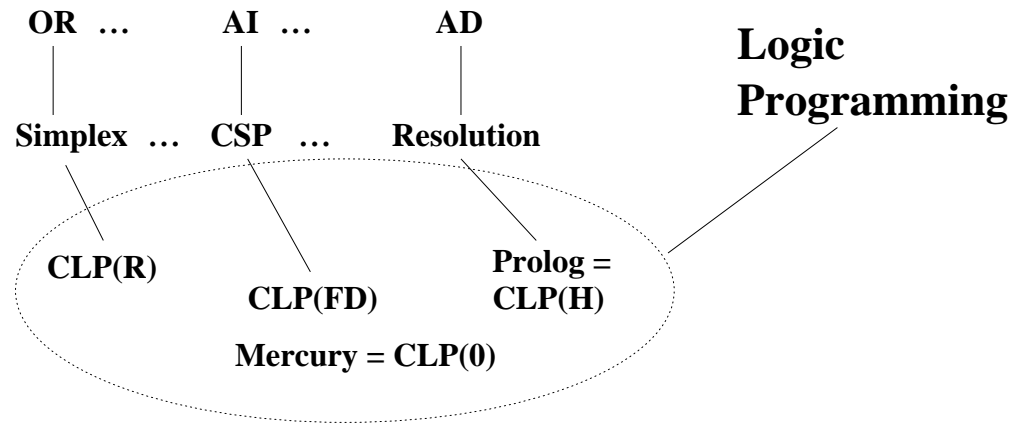 OR … AI … AD
Logic
Programming
Simplex … CSP … Resolution
CLP(R)
Prolog =
CLP(H)
CLP(FD)
Mercury = CLP(0)